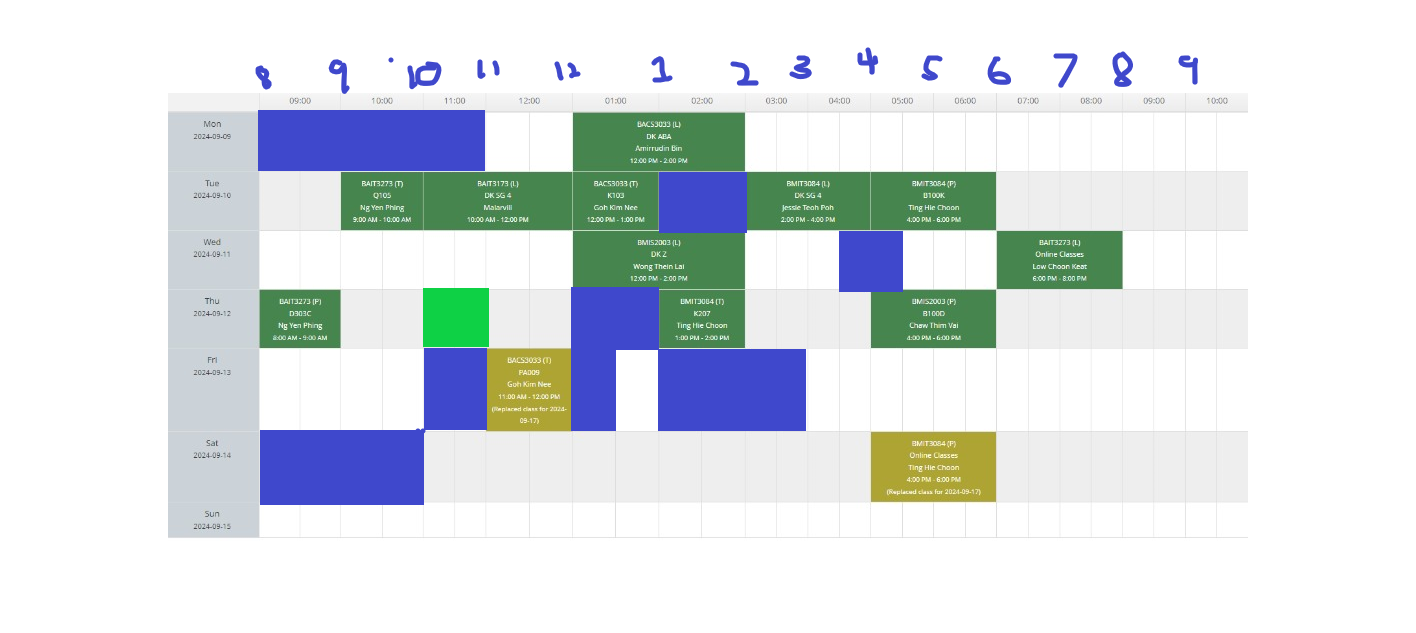 8 9 10 11 12 1 2 3 4 5 6 7 8 9
09:00 10:00 11:00 12:00 01:00 02:00 03:00 04:00 05:00 06:00 07:00 08:00 09:00 10:00
Mon
2024-09-09
BACS3033 (L)
DK ABA
Amirrudin Bin
12:00 PM - 2:00 PM
Tue
2024-09-10
BAIT3273 (T)
Q105
Ng Yen Phing
9:00 AM - 10:00 AM
BAIT3173 (L)
DK SG 4
Malarvili
10:00 AM - 12:00 PM
BACS3033 (T)
K103
Goh Kim Nee
12:00 PM - 1:00 PM
BMIT3084 (L)
DK SG 4
Jessie Teoh Poh
2:00 PM - 4:00 PM
BMIT3084 (P)
B100K
Ting Hie Choon
4:00 PM - 6:00 PM
Wed
2024-09-11
BMIS2003 (L)
DK Z
Wong Thein Lai
12:00 PM - 2:00 PM
BAIT3273 (L)
Online Classes
Low Choon Keat
6:00 PM - 8:00 PM
Thu
2024-09-12
BAIT3273 (P)
D303C
Ng Yen Phing
8:00 AM - 9:00 AM
BMIT3084 (T)
K207
Ting Hie Choon
1:00 PM - 2:00 PM
BMIS2003 (P)
B100D
Chaw Thim Vai
4:00 PM - 6:00 PM
Fri
2024-09-13
BACS3033 (T)
PA009
Goh Kim Nee
11:00 AM - 12:00 PM
(Replaced class for 2024-
09-17)
Sat
2024-09-14
BMIT3084 (P)
Online Classes
Ting Hie Choon
4:00 PM - 6:00 PM
(Replaced class for 2024-09-17)
Sun
2024-09-15